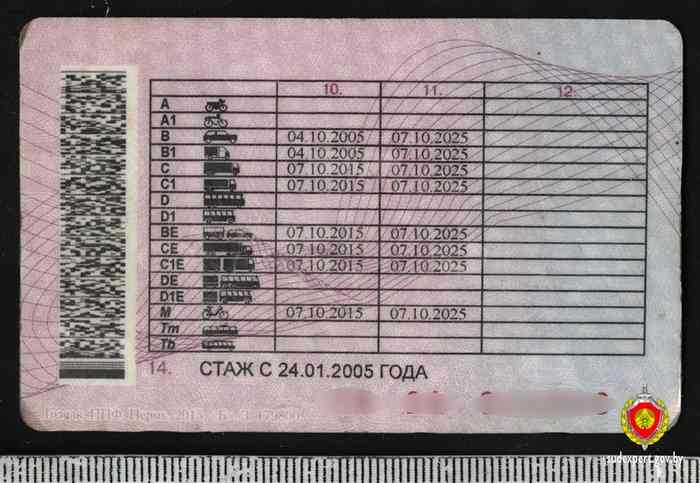 10. 11. 12.
A
A1
B 04.10.2005 07.10.2025
B1 04.10.2005 07.10.2025
C 07.10.2015 07.10.2025
C1 07.10.2015 07.10.2025
D
D1
BE 07.10.2015 07.10.2025
CE 07.10.2015 07.10.2025
C1E 07.10.2015 07.10.2025
DE
D1E
M 07.10.2015 07.10.2025
Tm
Tb
14. СТАЖ С 24.01.2005 ГОДА
sudexpert.gov.by